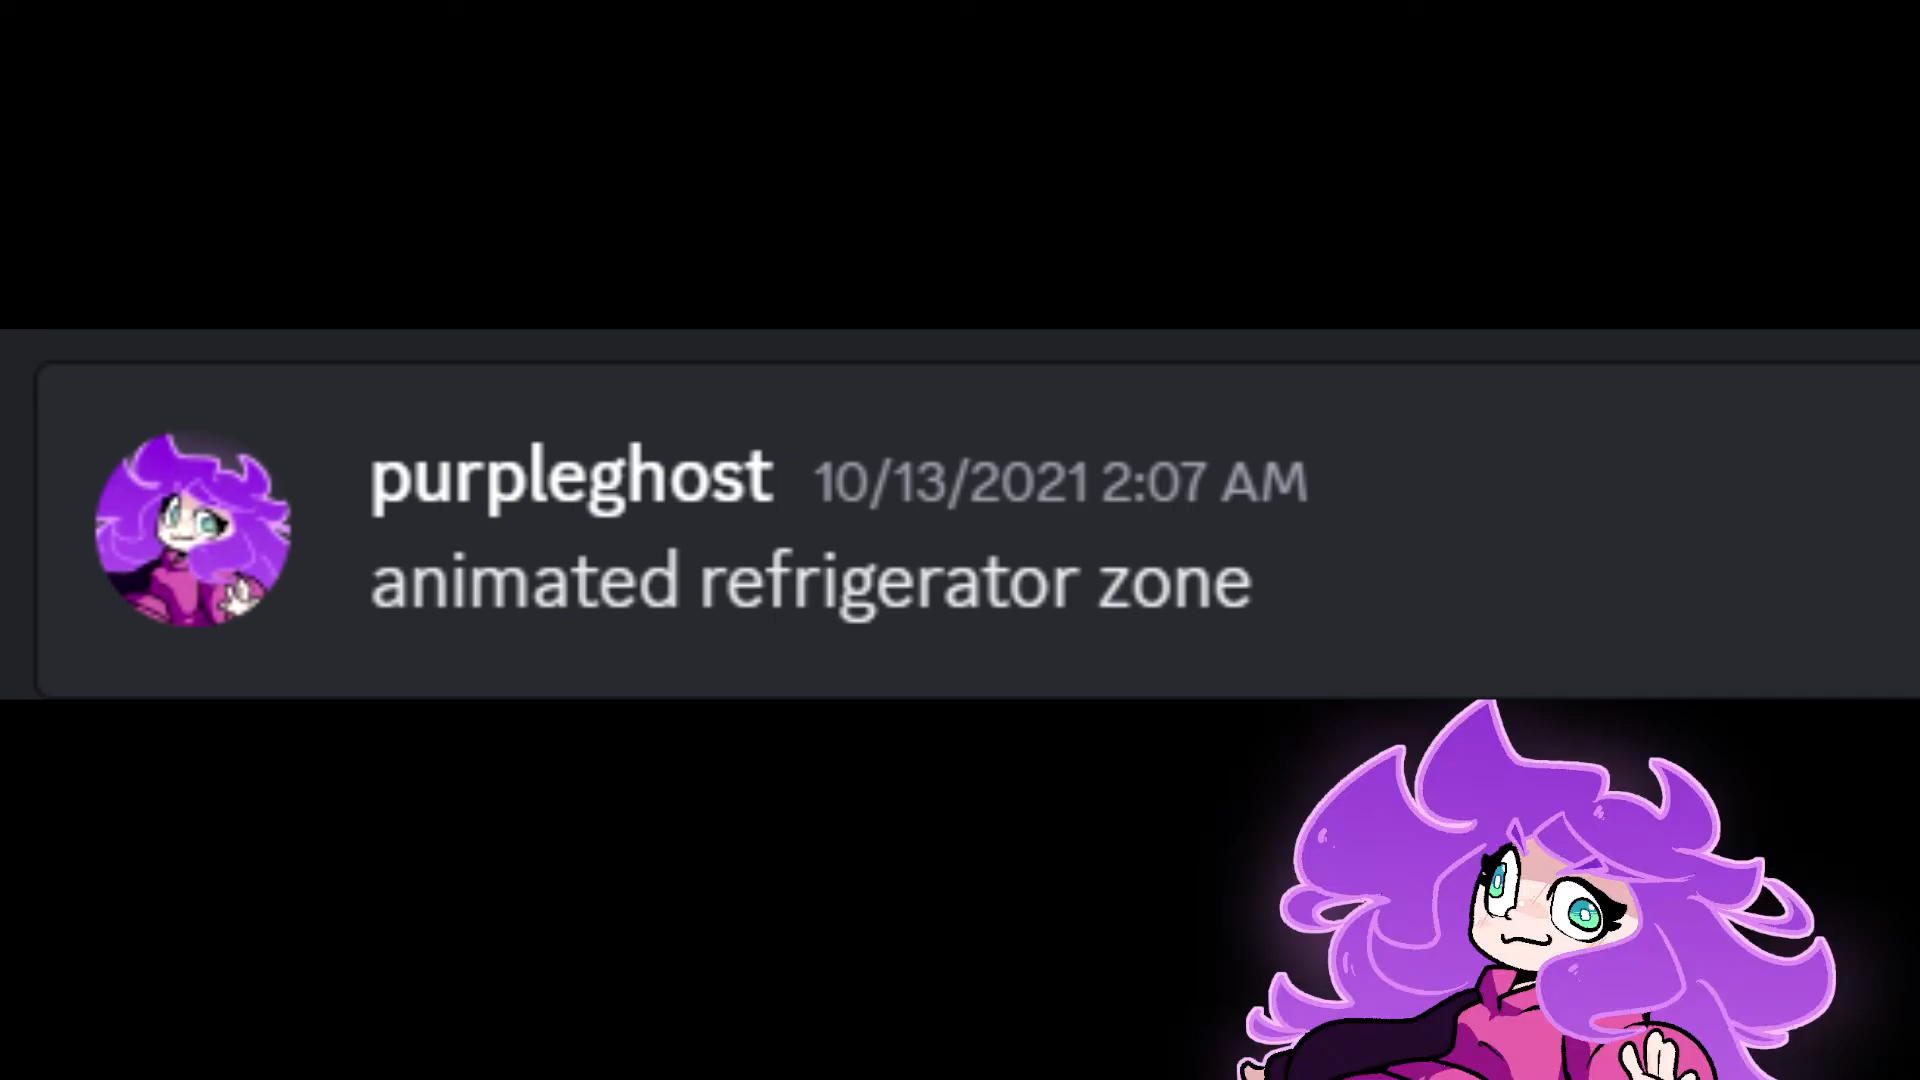 purpleghost 10/13/2021 2:07 AM
animated refrigerator zone